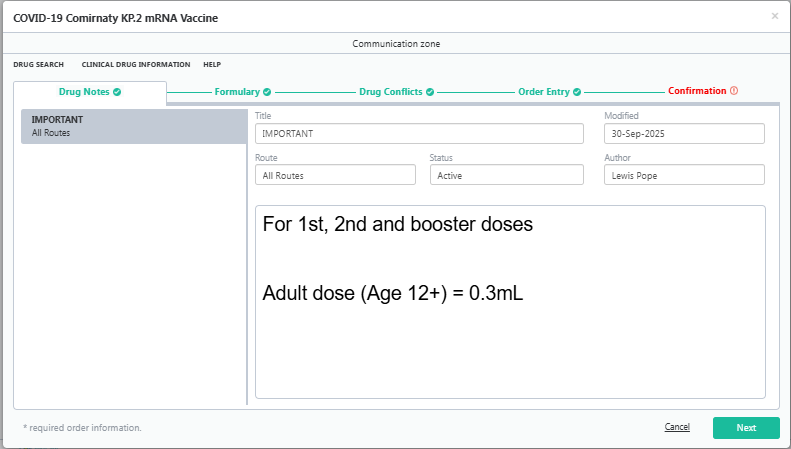 COVID-19 Comirnaty KP.2 mRNA Vaccine
Communication zone
DRUG SEARCH CLINICAL DRUG INFORMATION HELP
Drug Notes Formulary Drug Conflicts Order Entry Confirmation
IMPORTANT
All Routes
Title Modified
IMPORTANT 30-Sep-2025
Route Status Author
All Routes Active Lewis Pope
For 1st, 2nd and booster doses
Adult dose (Age 12+) = 0.3mL
* required order information. Cancel Next